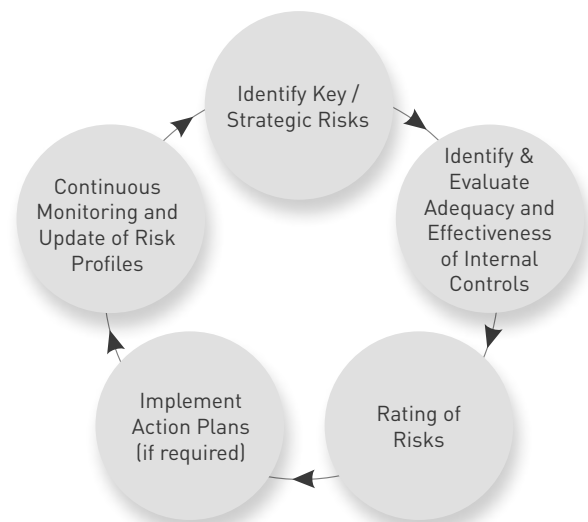 Identify Key /
Strategic Risks
Identify &
Evaluate
Adequacy and
Effectiveness
of Internal
Controls
Rating of
Risks
Implement
Action Plans
(if required)
Continuous
Monitoring and
Update of Risk
Profiles